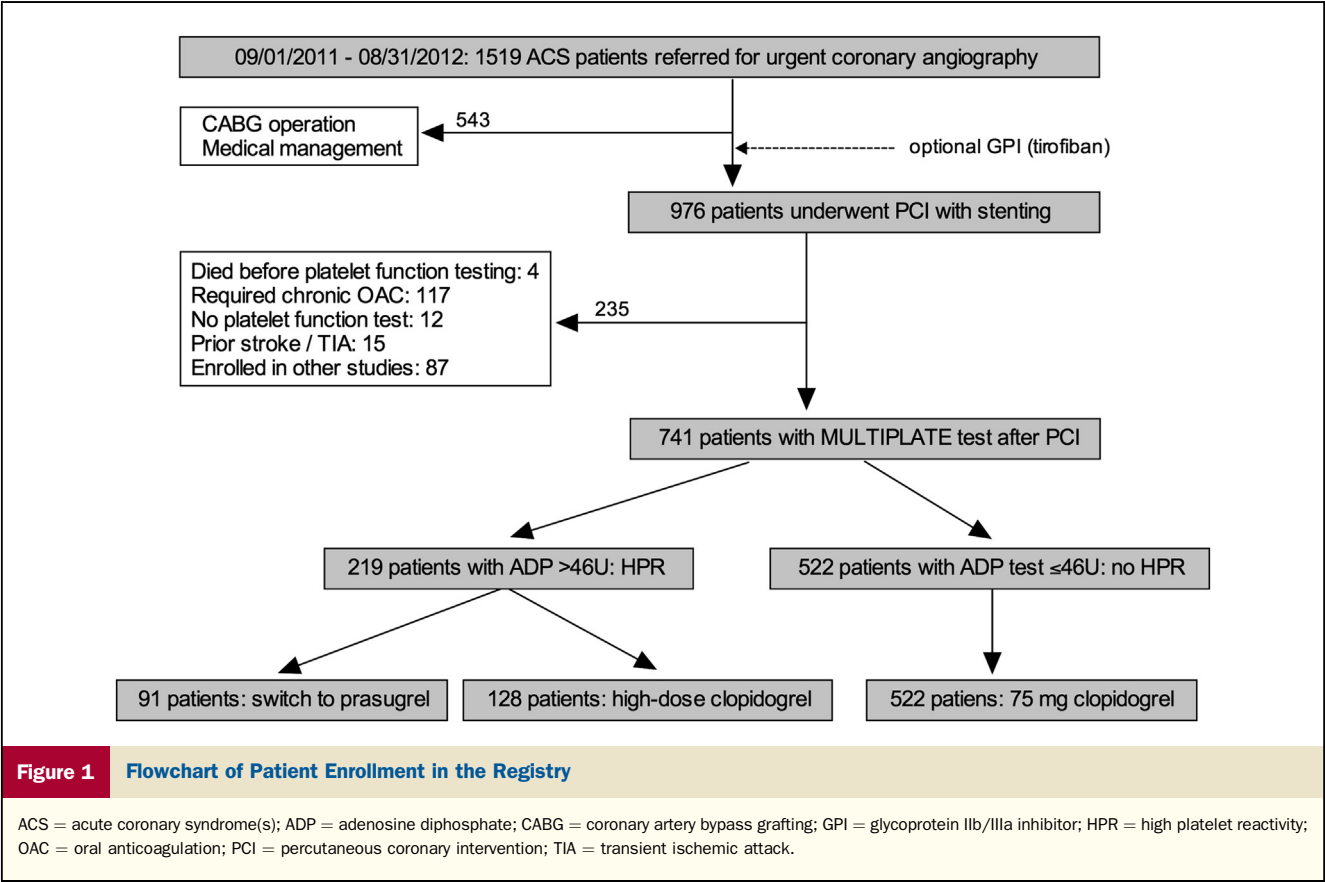 09/01/2011 - 08/31/2012: 1519 ACS patients referred for urgent coronary angiography
CABG operation
Medical management
543
optional GPI (tirofiban)
976 patients underwent PCI with stenting
Died before platelet function testing: 4
Required chronic OAC: 117
No platelet function test: 12
Prior stroke / TIA: 15
Enrolled in other studies: 87
235
741 patients with MULTIPLATE test after PCI
219 patients with ADP >46U: HPR
522 patients with ADP test ≤46U: no HPR
91 patients: switch to prasugrel
128 patients: high-dose clopidogrel
522 patiens: 75 mg clopidogrel
Figure 1 Flowchart of Patient Enrollment in the Registry
ACS = acute coronary syndrome(s); ADP = adenosine diphosphate; CABG = coronary artery bypass grafting; GPI = glycoprotein IIb/IIIa inhibitor; HPR = high platelet reactivity;
OAC = oral anticoagulation; PCI = percutaneous coronary intervention; TIA = transient ischemic attack.